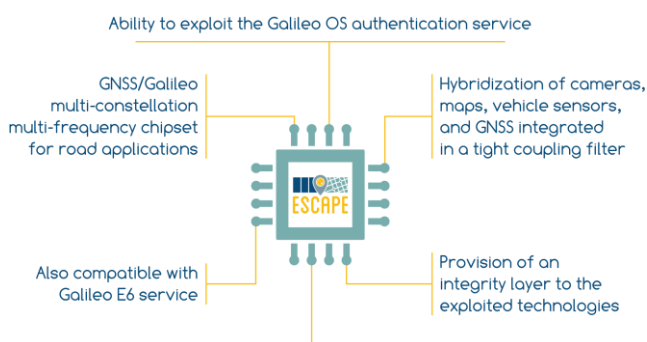 Ability to exploit the Galileo OS authentication service
GNSS/Galileo
multi-constellation
multi-frequency chipset
for road applications
Hybridization of cameras,
maps, vehicle sensors,
and GNSS integrated
in a tight coupling filter
ESCAPE
Also compatible with
Galileo E6 service
Provision of an
integrity layer to the
exploited technologies